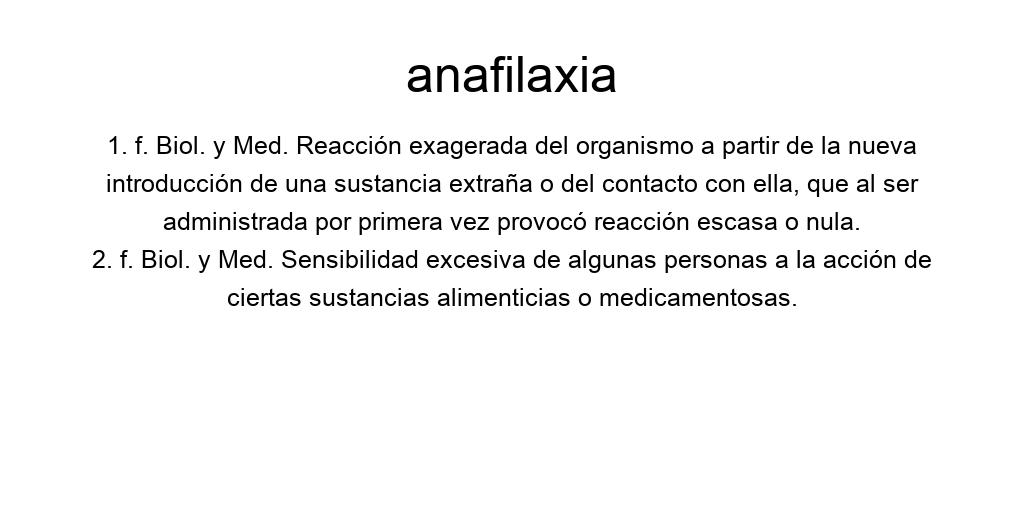 anafilaxia
1. f. Biol. y Med. Reacción exagerada del organismo a partir de la nueva
introducción de una sustancia extraña o del contacto con ella, que al ser
administrada por primera vez provocó reacción escasa o nula.
2. f. Biol. y Med. Sensibilidad excesiva de algunas personas a la acción de
ciertas sustancias alimenticias o medicamentosas.